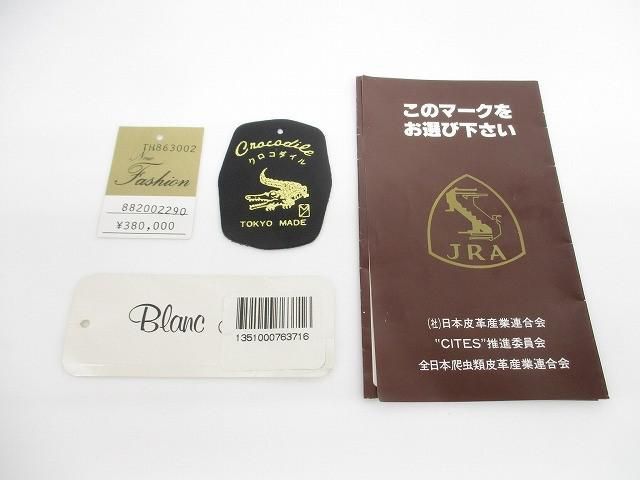 TH863002
New
Fashion
882002290
¥380,000
Crocodile
クロコダイル
TOKYO MADE
Blanc
1351000763716
このマークを
お選び下さい
JRA
(社)日本皮革産業連合会
"CITES"推進委員会
全日本爬虫類皮革産業連合会